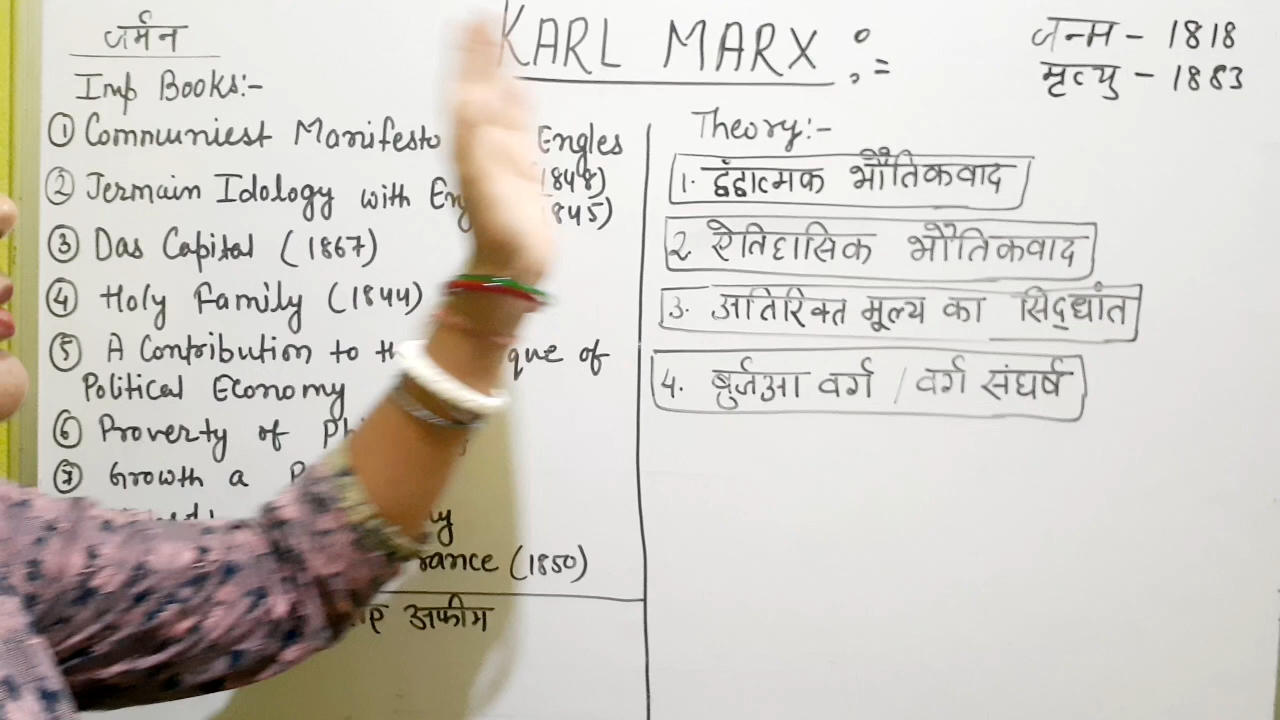 जर्मन
KARL MARX :=
जन्म - 1818
मृत्यु - 1883
Imp Books:-
① Communiest Manifesto Engles
1848)
② Jermain Idology with 1845)
③ Das Capital (1867)
④ Holy Family (1844)
⑤ A Contribution to of
Political Economy
⑥ Proverty of
⑦ Growth a
rance (1850)
अफीम
Theory:-
1. द्वंद्वात्मक भौतिकवाद
2. ऐतिहासिक भौतिकवाद
3. अतिरिक्त मूल्य का सिद्धांत
4. बुर्जआ वर्ग / वर्ग संघर्ष